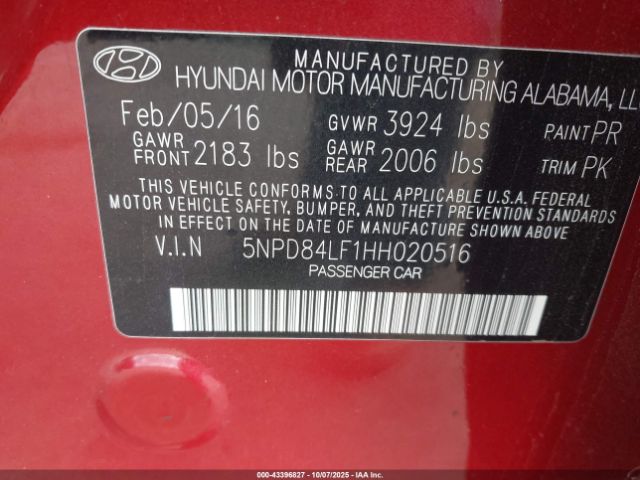 MANUFACTURED BY
HYUNDAI MOTOR MANUFACTURING ALABAMA, LL
Feb/05/16 GVWR 3924 lbs PAINT PR
GAWR FRONT 2183 lbs GAWR REAR 2006 lbs TRIM PK
THIS VEHICLE CONFORMS TO ALL APPLICABLE U.S.A. FEDERAL
MOTOR VEHICLE SAFETY, BUMPER, AND THEFT PREVENTION STANDARDS
IN EFFECT ON THE DATE OF MANUFACTURE SHOWN ABOVE.
V.I.N 5NPD84LF1HH020516
PASSENGER CAR
000-43396827 - 10/07/2025 - IAA Inc.